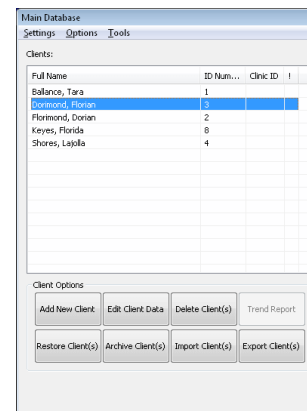 Main Database
Settings Options Tools
Clients:
Full Name ID Num... Clinic ID !
Ballance, Tara 1
Dorimond, Florian 3
Florimond, Dorian 2
Keyes, Florida 8
Shores, Lajolla 4
Client Options
Add New Client Edit Client Data Delete Client(s) Trend Report
Restore Client(s) Archive Client(s) Import Client(s) Export Client(s)